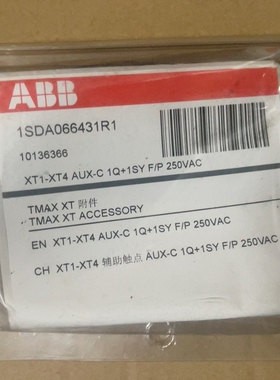 ABB
1SDA066431R1
10136366
XT1-XT4 AUX-C 1Q+1SY F/P 250VAC
TMAX XT 附件
TMAX XT ACCESSORY
EN XT1-XT4 AUX-C 1Q+1SY F/P 250VAC
CH XT1-XT4 辅助触点 AUX-C 1Q+1SY F/P 250VAC